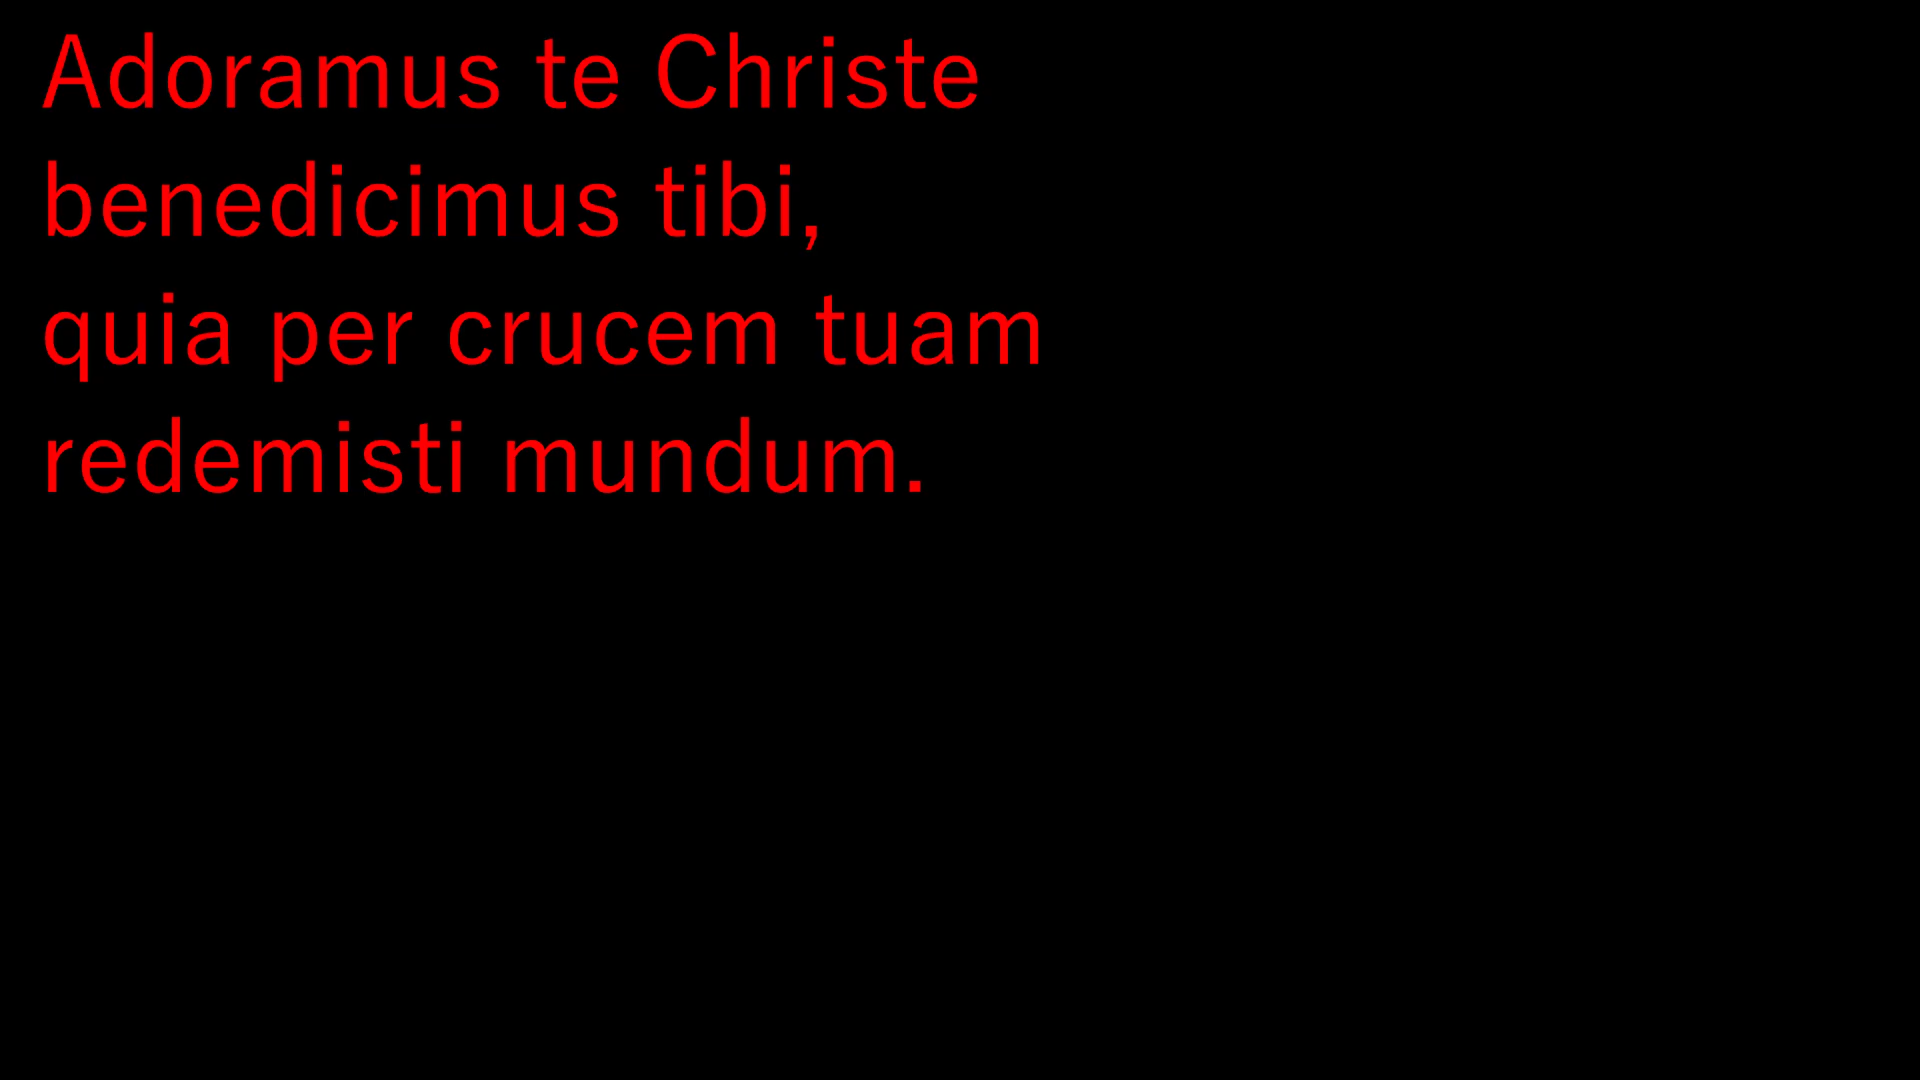 Adoramus te Christe
benedicimus tibi,
quia per crucem tuam
redemisti mundum.